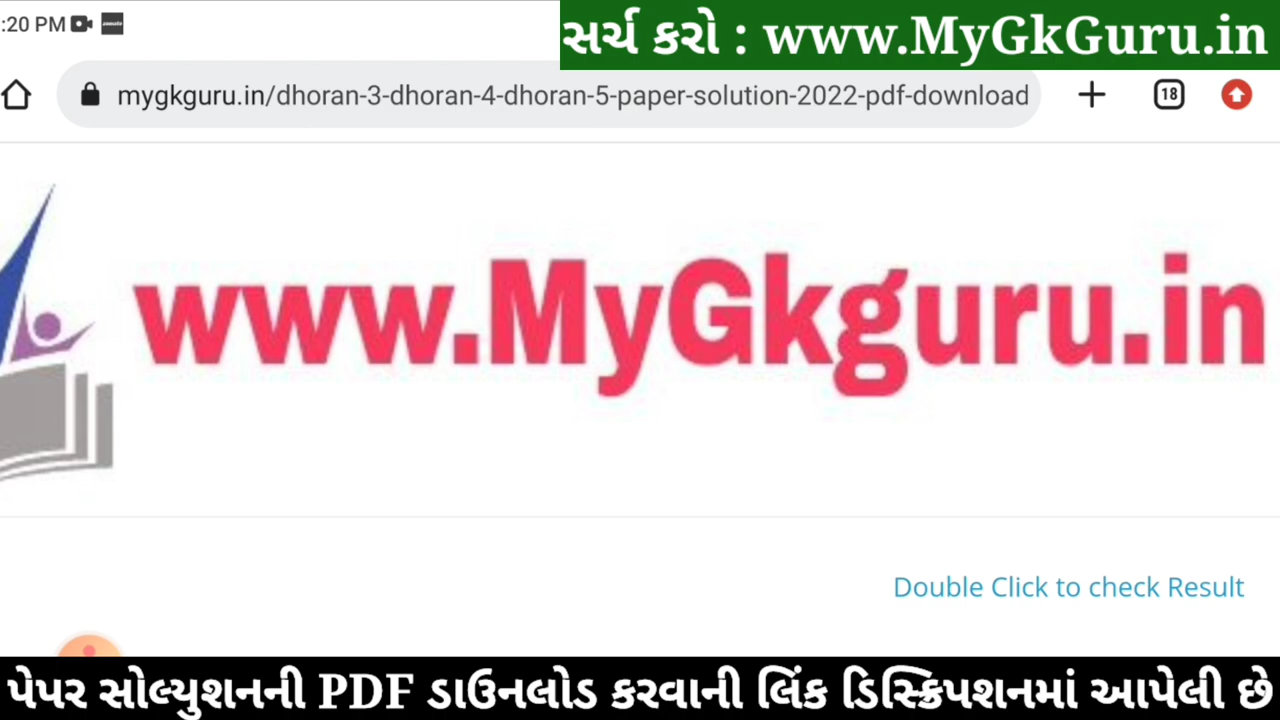 :20 PM
સર્ચ કરો : www.MyGkGuru.in
mygkguru.in/dhoran-3-dhoran-4-dhoran-5-paper-solution-2022-pdf-download
18
www.MyGkguru.in
Double Click to check Result
પેપર સોલ્યુશનની PDF ડાઉનલોડ કરવાની લિંક ડિસ્ક્રિપશનમાં આપેલી છે